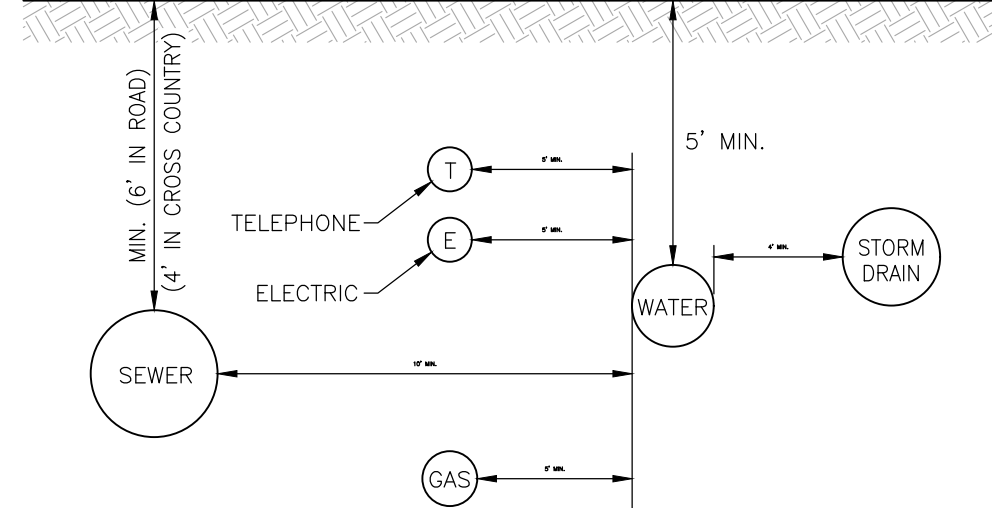 MIN. (6' IN ROAD)
(4' IN CROSS COUNTRY)
5' MIN.
T
5' MIN.
TELEPHONE
E
5' MIN.
ELECTRIC
4' MIN.
STORM
DRAIN
WATER
SEWER
10' MIN.
GAS
5' MIN.